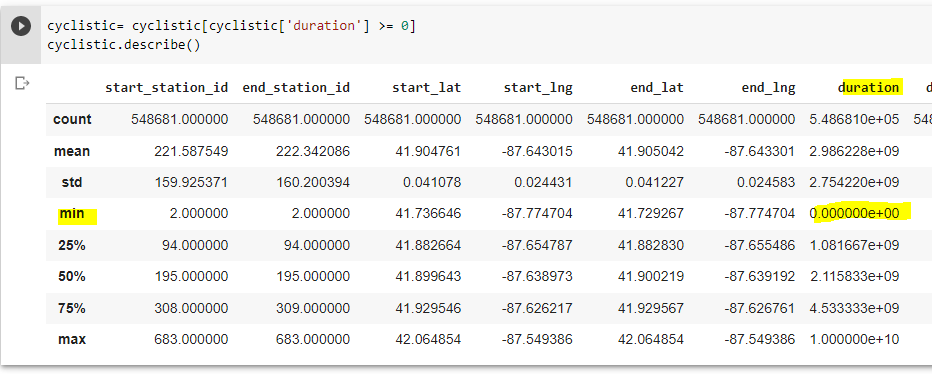 cyclistic= cyclistic[cyclistic['duration'] >= 0]
cyclistic.describe()
start_station_id end_station_id start_lat start_lng end_lat end_lng duration d
count 548681.000000 548681.000000 548681.000000 548681.000000 548681.000000 548681.000000 5.486810e+05 548
mean 221.587549 222.342086 41.904761 -87.643015 41.905042 -87.643301 2.986228e+09
std 159.925371 160.200394 0.041078 0.024431 0.041227 0.024583 2.754220e+09
min 2.000000 2.000000 41.736646 -87.774704 41.729267 -87.774704 0.000000e+00
25% 94.000000 94.000000 41.882664 -87.654787 41.882830 -87.655486 1.081667e+09
50% 195.000000 195.000000 41.899643 -87.638973 41.900219 -87.639192 2.115833e+09
75% 308.000000 309.000000 41.929546 -87.626217 41.929567 -87.626761 4.533333e+09
max 683.000000 683.000000 42.064854 -87.549386 42.064854 -87.549386 1.000000e+10